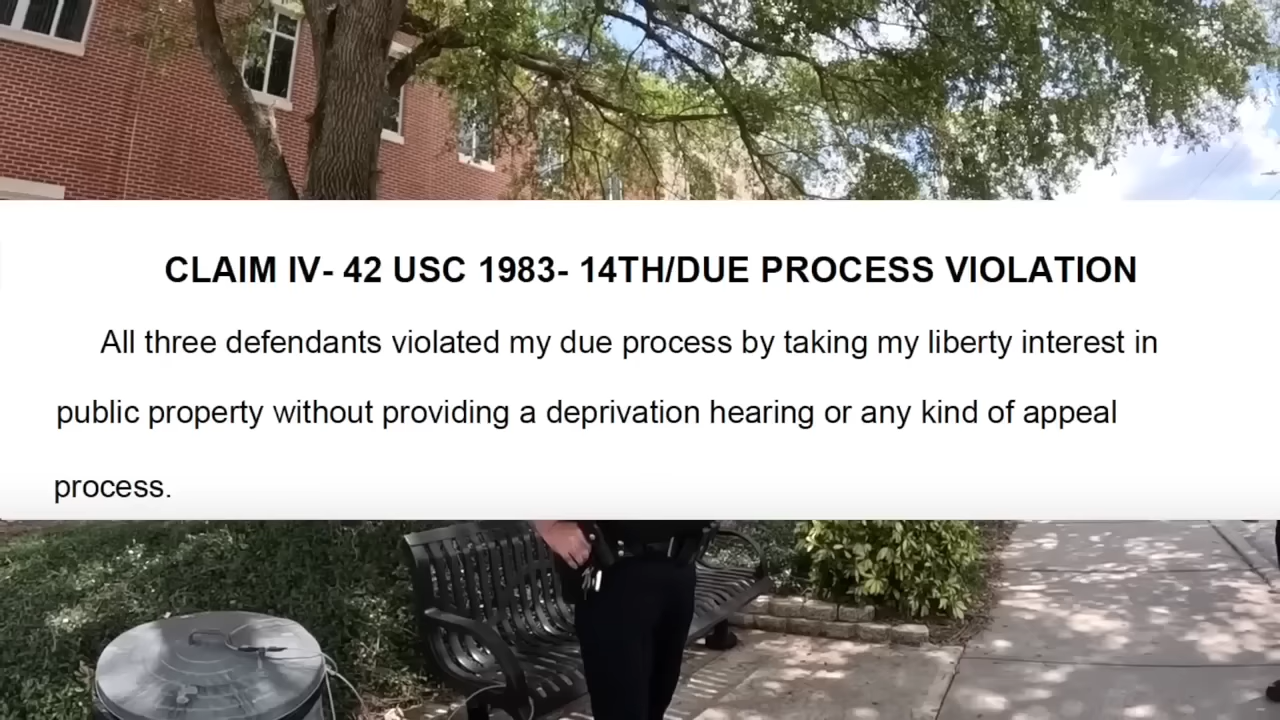 CLAIM IV- 42 USC 1983- 14TH/DUE PROCESS VIOLATION
All three defendants violated my due process by taking my liberty interest in
public property without providing a deprivation hearing or any kind of appeal
process.